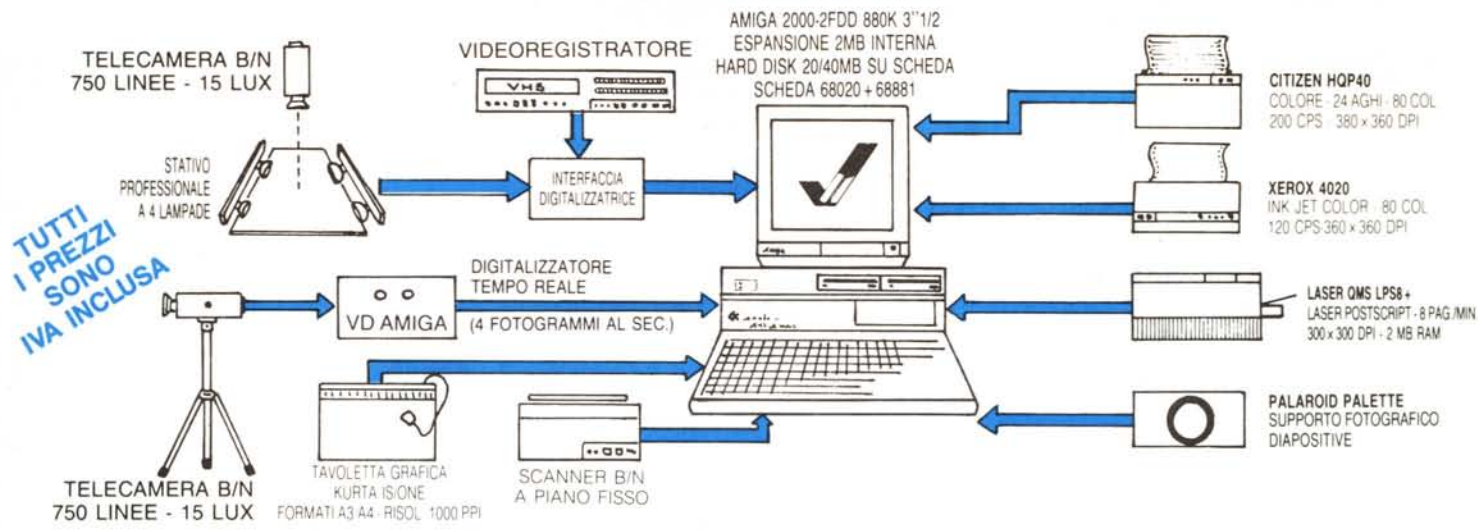 TELECAMERA B/N
750 LINEE - 15 LUX
VIDEOREGISTRATORE
VHS
AMIGA 2000-2FDD 880K 3"1/2
ESPANSIONE 2MB INTERNA
HARD DISK 20/40MB SU SCHEDA
SCHEDA 68020 + 68881
CITIZEN HQP40
COLORE - 24 AGHI - 80 COL
200 CPS - 380 x 360 DPI
STATIVO
PROFESSIONALE
A 4 LAMPADE
INTERFACCIA
DIGITALIZZATRICE
XEROX 4020
INK JET COLOR - 80 COL
120 CPS-360 x 360 DPI
TUTTI
I PREZZI
SONO
IVA INCLUSA
VD AMIGA
DIGITALIZZATORE
TEMPO REALE
(4 FOTOGRAMMI AL SEC.)
LASER QMS LPS8+
LASER POSTSCRIPT - 8 PAG./MIN
300 x 300 DPI - 2 MB RAM
PALAROID PALETTE
SUPPORTO FOTOGRAFICO
DIAPOSITIVE
TELECAMERA B/N
750 LINEE - 15 LUX
TAVOLETTA GRAFICA
KURTA IS/ONE
FORMATI A3 A4 - RISOL. 1000 PPI
SCANNER B/N
A PIANO FISSO